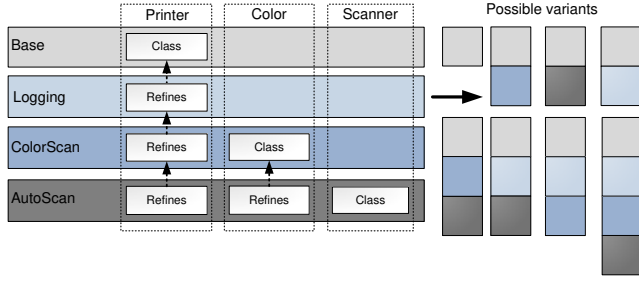 Printer Color Scanner Possible variants
Base Class
Logging Refines
ColorScan Refines Class
AutoScan Refines Refines Class